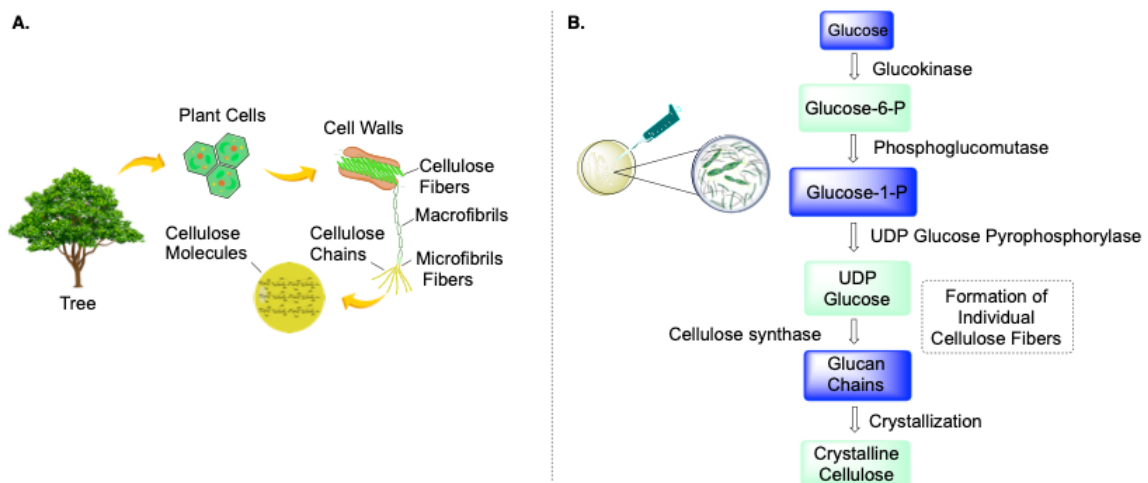 A.
Plant Cells
Cell Walls
Cellulose
Fibers
Macrofibrils
Cellulose
Molecules
Cellulose
Chains
Microfibrils
Fibers
Tree
B.
Glucose
Glucokinase
Glucose-6-P
Phosphoglucomutase
Glucose-1-P
UDP Glucose Pyrophosphorylase
UDP
Glucose
Formation of
Individual
Cellulose Fibers
Cellulose synthase
Glucan
Chains
Crystallization
Crystalline
Cellulose